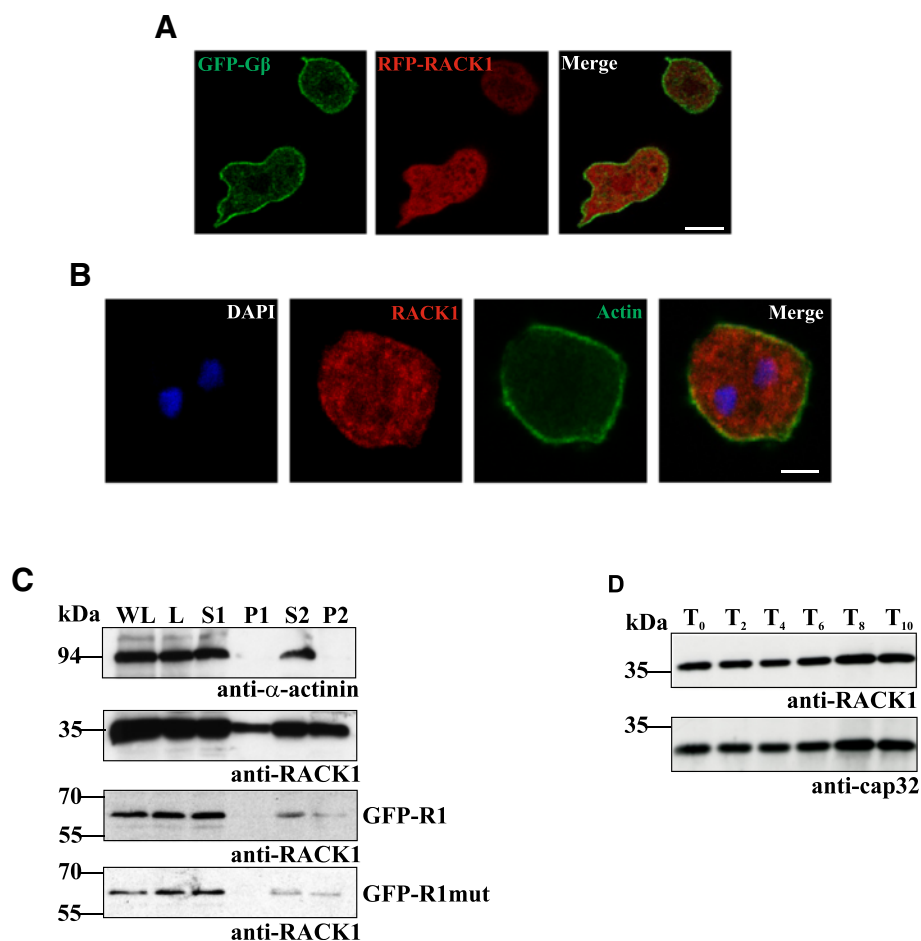 A
GFP-Gβ RFP-RACK1 Merge
B
DAPI RACK1 Actin Merge
C
kDa WL L S1 P1 S2 P2
94
anti-α-actinin
35
anti-RACK1
70
GFP-R1
55
anti-RACK1
70
GFP-R1mut
55
anti-RACK1
D
kDa T0 T2 T4 T6 T8 T10
35
anti-RACK1
35
anti-cap32